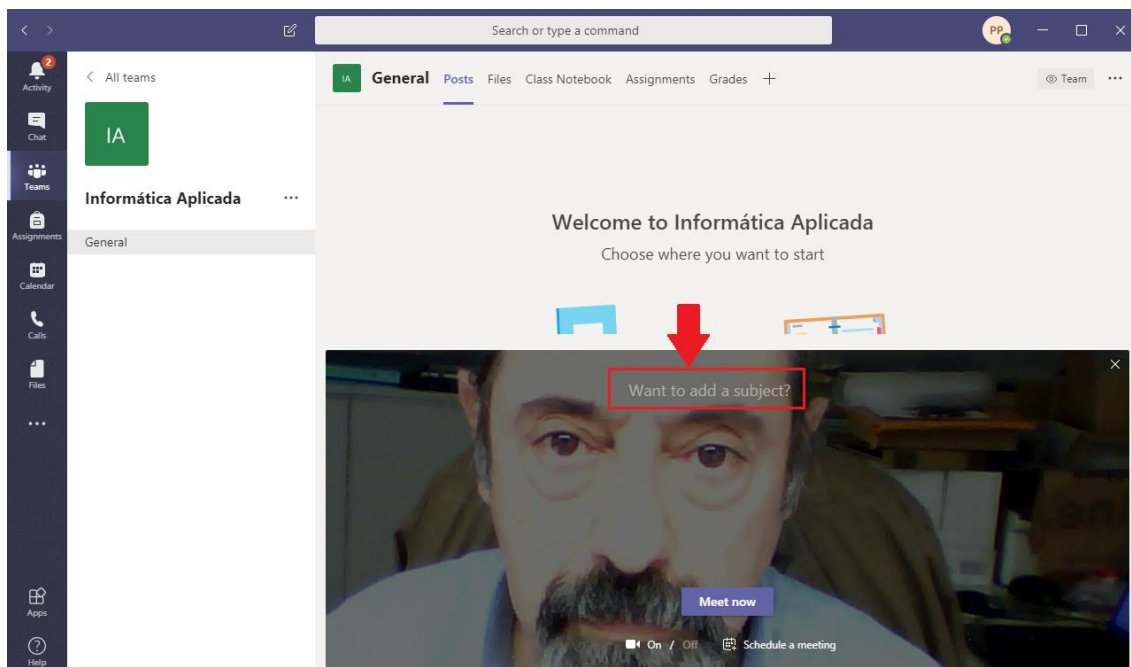 Search or type a command
PP
2
Activity
Chat
Teams
Assignments
Calendar
Calls
Files
Apps
Help
All teams
IA
Informática Aplicada
General
IA General Posts Files Class Notebook Assignments Grades
Team
Welcome to Informática Aplicada
Choose where you want to start
Want to add a subject?
Meet now
On / Off Schedule a meeting